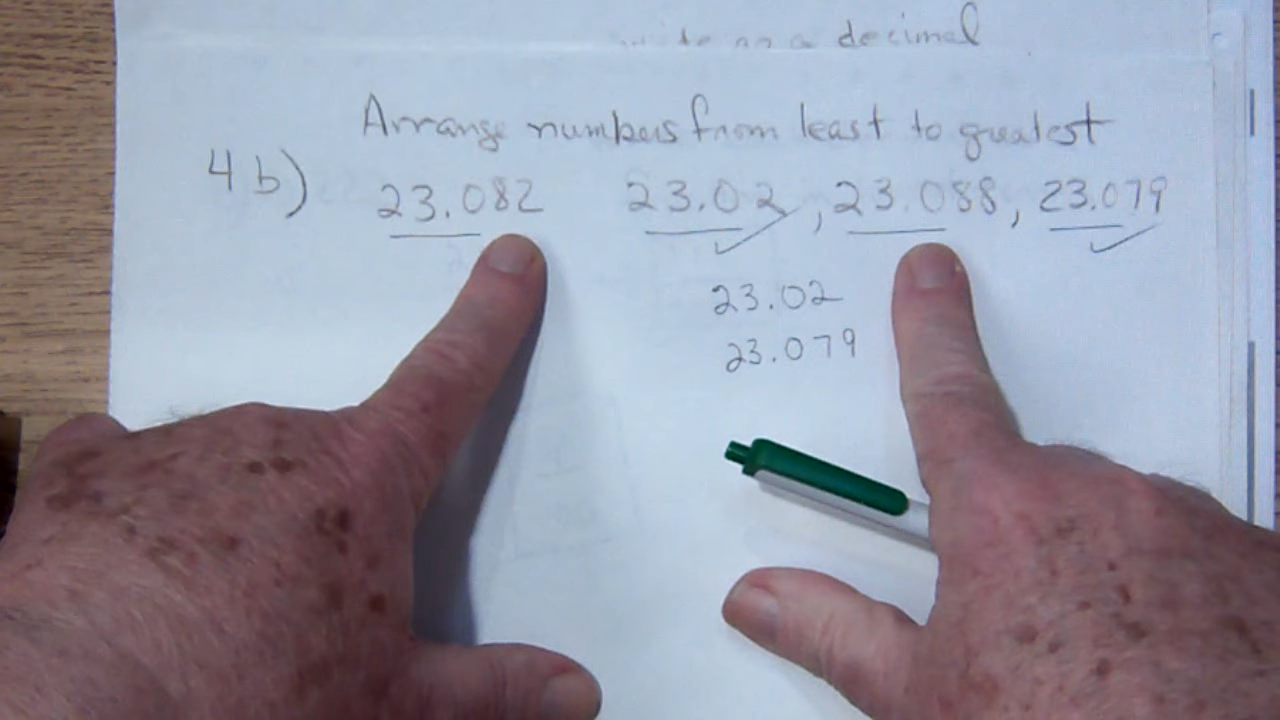 as a decimal
Arrange numbers from least to greatest
4b) 23.082 23.02, 23.088, 23.079
23.02
23.079